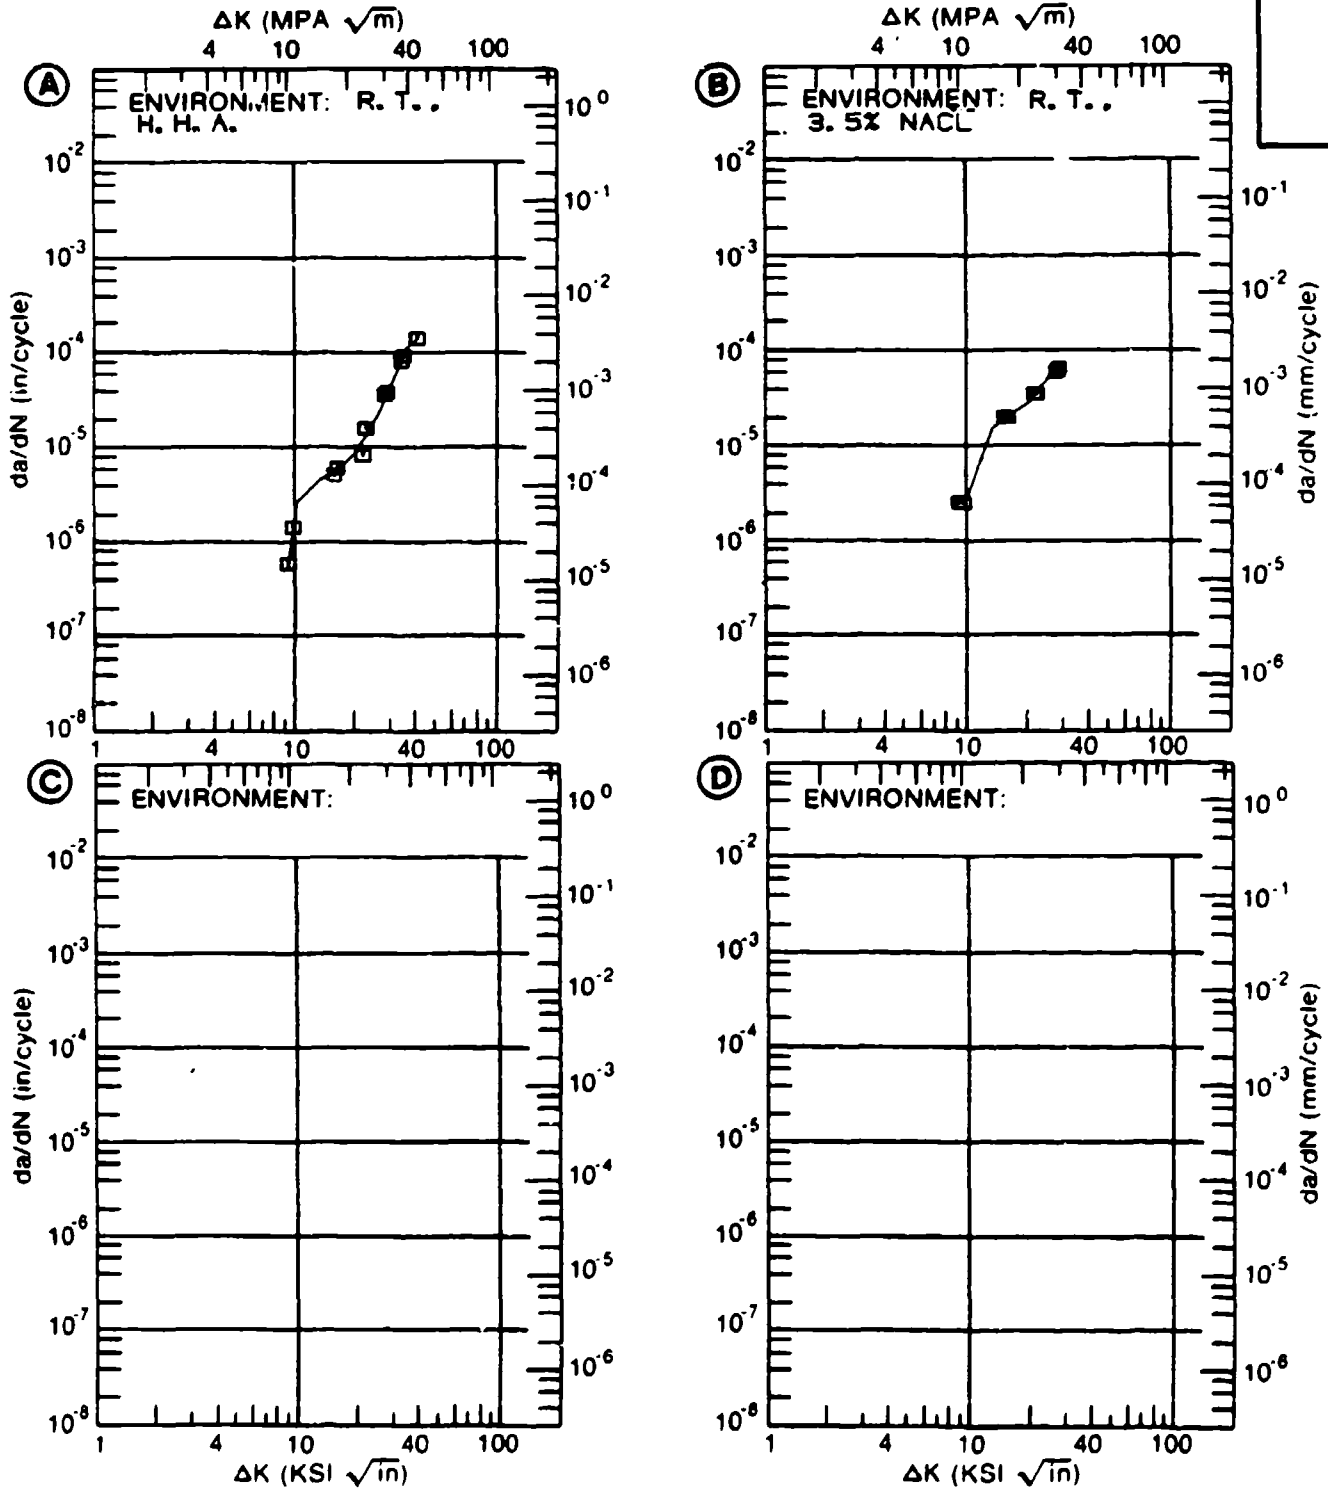 ΔK (MPA √m)
4 10 40 100
A
ENVIRONMENT: R. T.,
H. H. A.
10⁰
10⁻¹
10⁻²
10⁻³
10⁻⁴
10⁻⁵
10⁻⁶
da/dN (in/cycle)
10⁻²
10⁻³
10⁻⁴
10⁻⁵
10⁻⁶
10⁻⁷
10⁻⁸
1 4 10 40 100
ΔK (MPA √m)
4 10 40 100
B
ENVIRONMENT: R. T.,
3. 5% NACL
10⁻²
10⁻³
10⁻⁴
10⁻⁵
10⁻⁶
10⁻⁷
10⁻⁸
10⁻¹
10⁻²
10⁻³
10⁻⁴
10⁻⁵
10⁻⁶
da/dN (mm/cycle)
1 4 10 40 100
C
ENVIRONMENT:
10⁰
10⁻¹
10⁻²
10⁻³
10⁻⁴
10⁻⁵
10⁻⁶
da/dN (in/cycle)
10⁻²
10⁻³
10⁻⁴
10⁻⁵
10⁻⁶
10⁻⁷
10⁻⁸
1 4 10 40 100
ΔK (KSI √in)
D
ENVIRONMENT:
10⁻²
10⁻³
10⁻⁴
10⁻⁵
10⁻⁶
10⁻⁷
10⁻⁸
10⁰
10⁻¹
10⁻²
10⁻³
10⁻⁴
10⁻⁵
10⁻⁶
da/dN (mm/cycle)
1 4 10 40 100
ΔK (KSI √in)